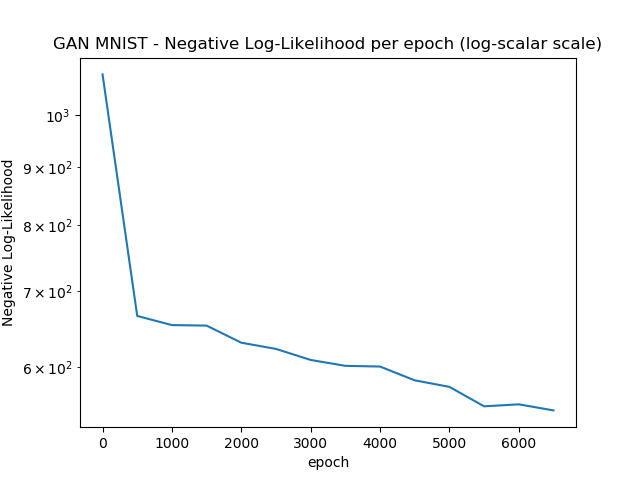 GAN MNIST - Negative Log-Likelihood per epoch (log-scalar scale)
Negative Log-Likelihood
10³
9 × 10²
8 × 10²
7 × 10²
6 × 10²
0 1000 2000 3000 4000 5000 6000
epoch